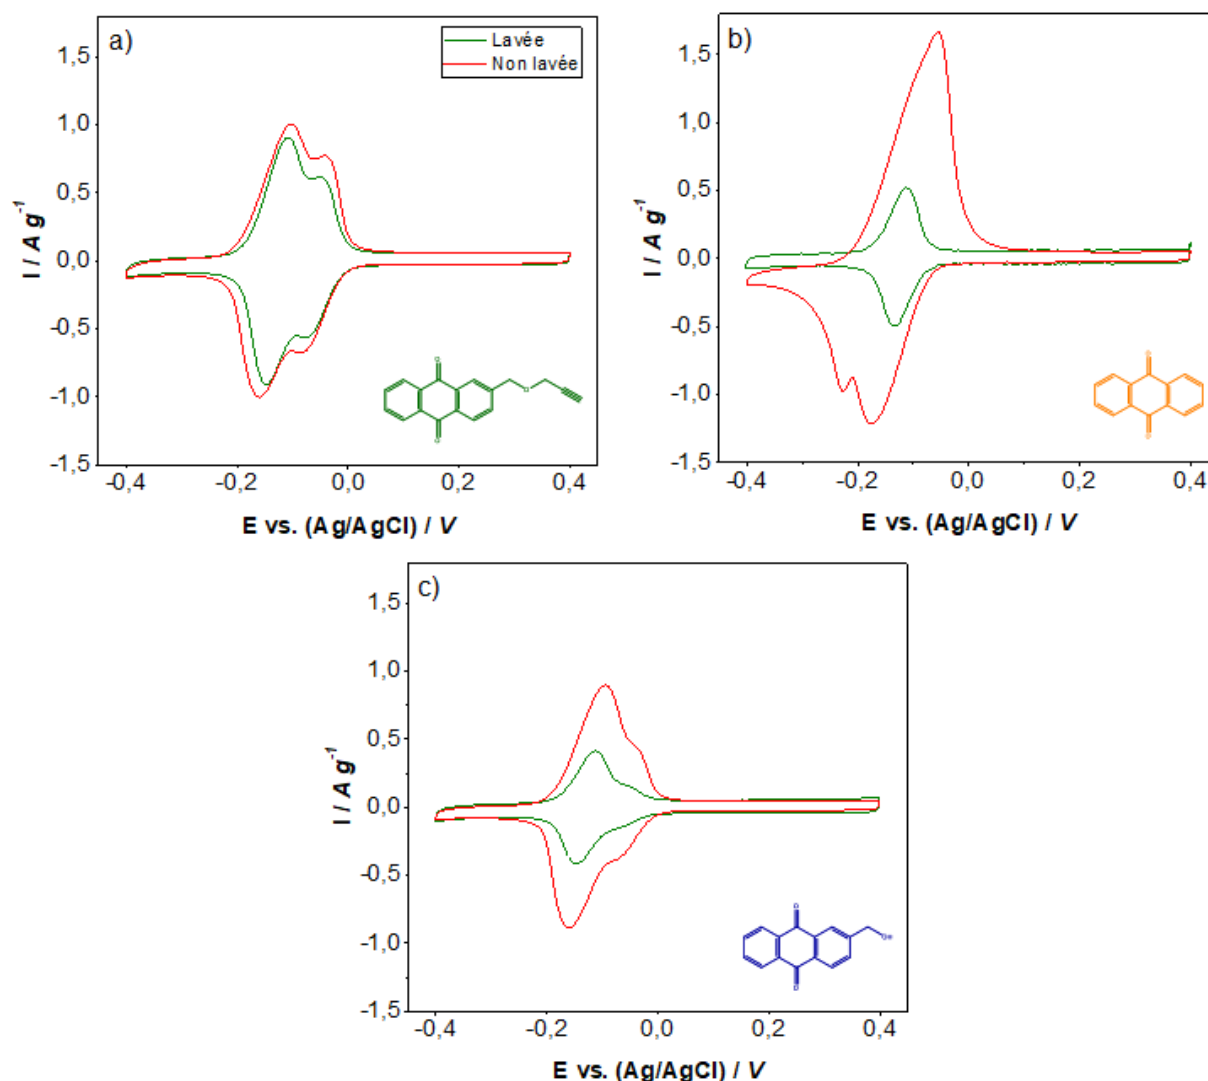 a)
Lavée
Non lavée
1,5
1,0
0,5
0,0
-0,5
-1,0
-1,5
I / A g⁻¹
-0,4 -0,2 0,0 0,2 0,4
E vs. (Ag/AgCl) / V
b)
1,5
1,0
0,5
0,0
-0,5
-1,0
-1,5
I / A g⁻¹
-0,4 -0,2 0,0 0,2 0,4
E vs. (Ag/AgCl) / V
c)
1,5
1,0
0,5
0,0
-0,5
-1,0
-1,5
I / A g⁻¹
-0,4 -0,2 0,0 0,2 0,4
E vs. (Ag/AgCl) / V